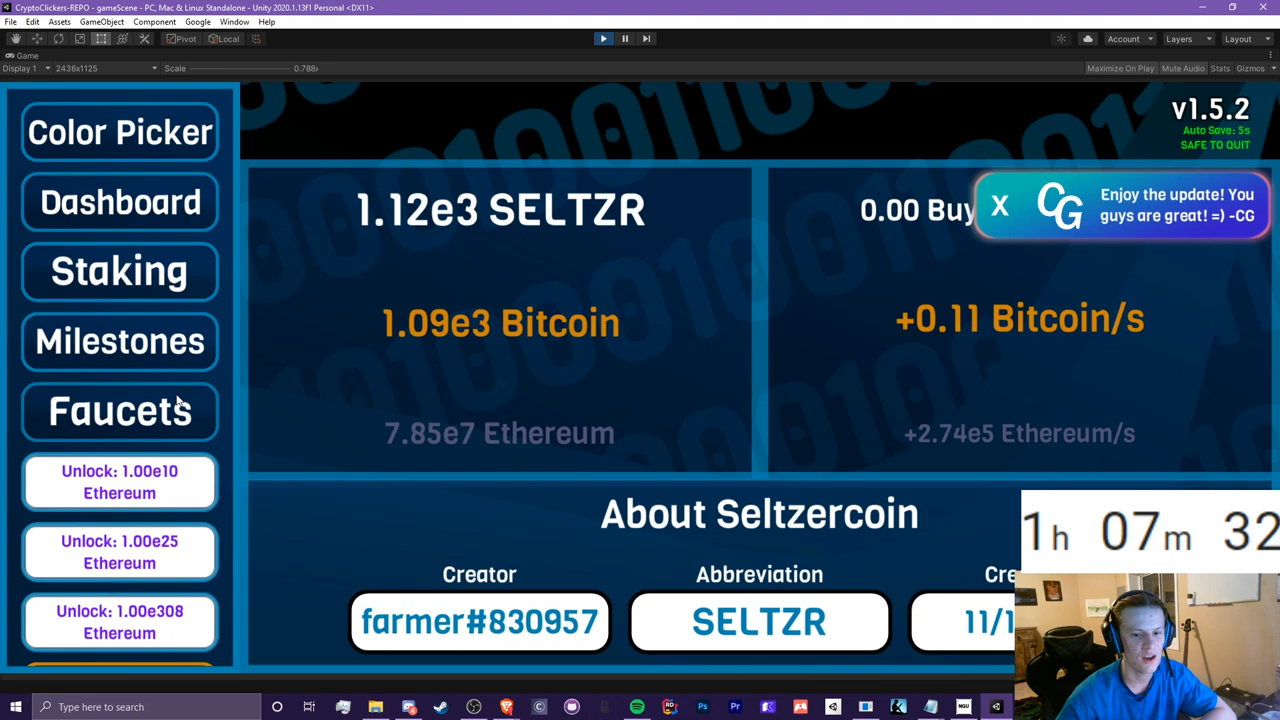 CryptoClickers-REPO - gameScene - PC, Mac & Linux Standalone - Unity 2020.1.13f1 Personal <DX11>
File Edit Assets GameObject Component Google Window Help
Pivot Local Account Layers Layout
Game
Display 1 2436x1125 Scale 0.788x Maximize On Play Mute Audio Stats Gizmos
Color Picker
Dashboard
Staking
Milestones
Faucets
Unlock: 1.00e10
Ethereum
Unlock: 1.00e25
Ethereum
Unlock: 1.00e308
Ethereum
v1.5.2
Auto Save: 5s
SAFE TO QUIT
1.12e3 SELTZR
1.09e3 Bitcoin
7.85e7 Ethereum
0.00 Buy
X CG Enjoy the update! You
guys are great! =) -CG
+0.11 Bitcoin/s
+2.74e5 Ethereum/s
About Seltzercoin
Creator
farmer#830957
Abbreviation
SELTZR
Cre
11/1
1h 07m 32
Type here to search